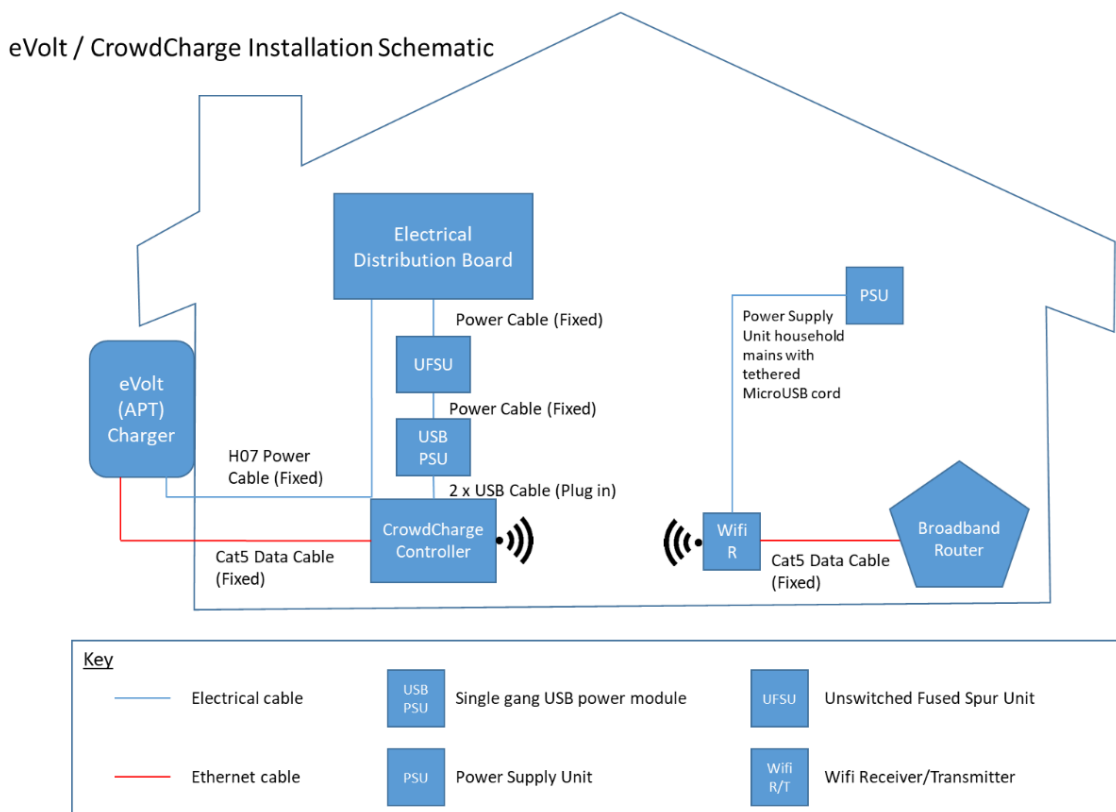 eVolt / CrowdCharge Installation Schematic
Electrical
Distribution Board
Power Cable (Fixed)
PSU
UFSU
Power Supply
Unit household
mains with
tethered
MicroUSB cord
eVolt
(APT)
Charger
Power Cable (Fixed)
USB
PSU
H07 Power
Cable (Fixed)
2 x USB Cable (Plug in)
CrowdCharge
Controller
Wifi
R
Broadband
Router
Cat5 Data Cable
(Fixed)
Cat5 Data Cable
(Fixed)
Key
Electrical cable
USB
PSU
Single gang USB power module
UFSU
Unswitched Fused Spur Unit
Ethernet cable
PSU
Power Supply Unit
Wifi
R/T
Wifi Receiver/Transmitter